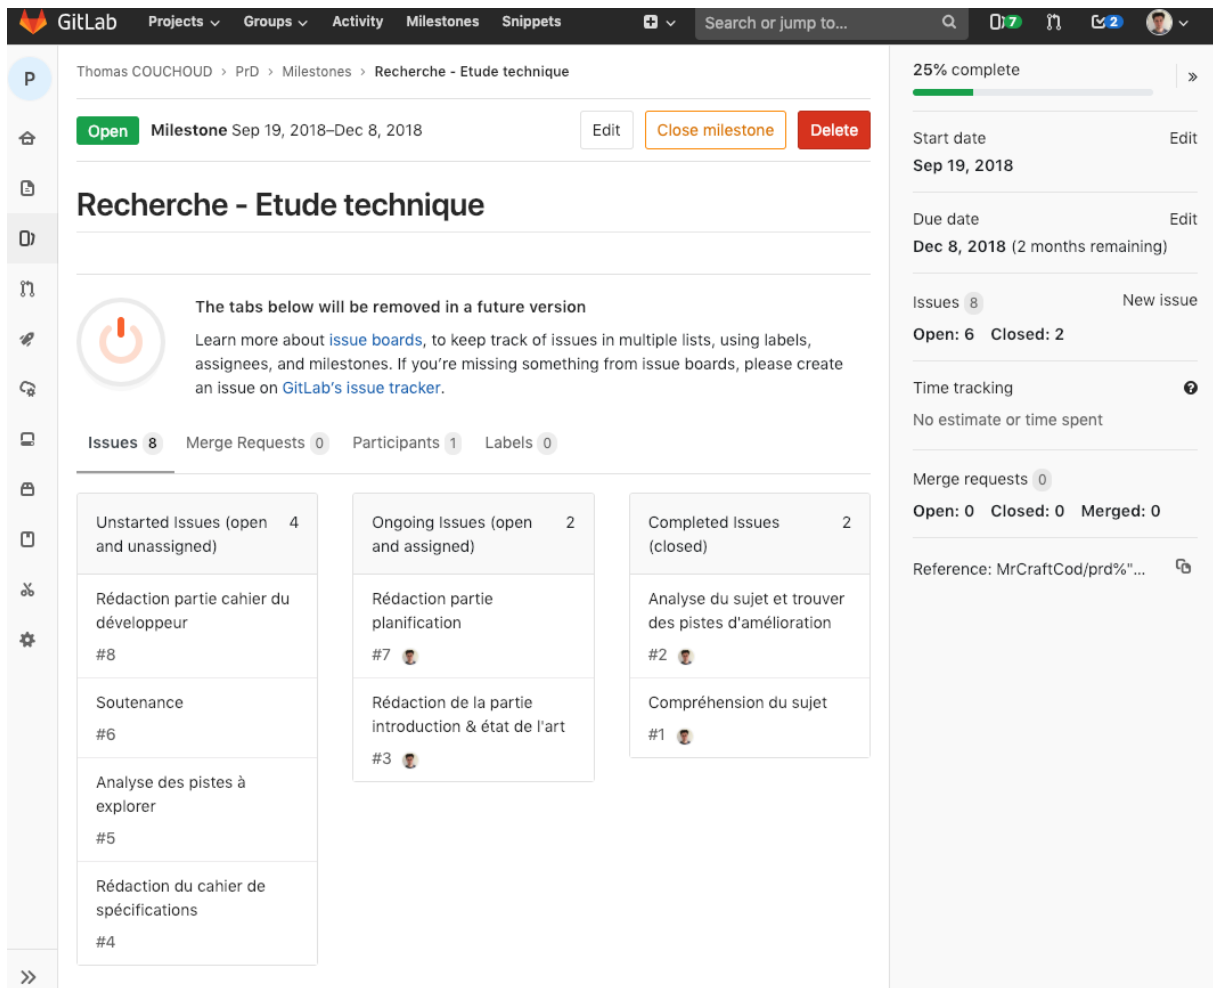 GitLab Projects Groups Activity Milestones Snippets Search or jump to... 7 2
P
Thomas COUCHOUD > PrD > Milestones > Recherche - Etude technique
Open Milestone Sep 19, 2018–Dec 8, 2018 Edit Close milestone Delete
Recherche - Etude technique
The tabs below will be removed in a future version
Learn more about issue boards, to keep track of issues in multiple lists, using labels,
assignees, and milestones. If you're missing something from issue boards, please create
an issue on GitLab's issue tracker.
Issues 8 Merge Requests 0 Participants 1 Labels 0
Unstarted Issues (open 4
and unassigned)
Rédaction partie cahier du
développeur
#8
Soutenance
#6
Analyse des pistes à
explorer
#5
Rédaction du cahier de
spécifications
#4
Ongoing Issues (open 2
and assigned)
Rédaction partie
planification
#7
Rédaction de la partie
introduction & état de l'art
#3
Completed Issues 2
(closed)
Analyse du sujet et trouver
des pistes d'amélioration
#2
Compréhension du sujet
#1
25% complete »
Start date Edit
Sep 19, 2018
Due date Edit
Dec 8, 2018 (2 months remaining)
Issues 8 New issue
Open: 6 Closed: 2
Time tracking ?
No estimate or time spent
Merge requests 0
Open: 0 Closed: 0 Merged: 0
Reference: MrCraftCod/prd%"...